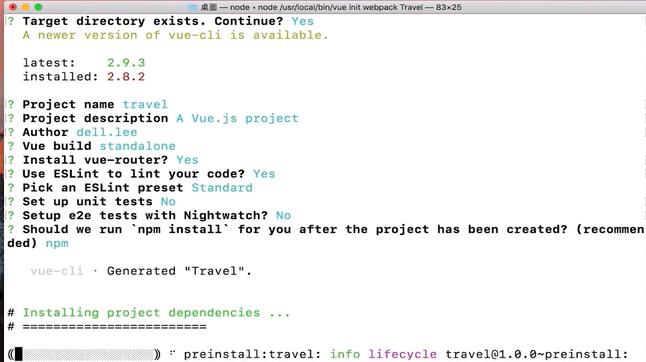 桌面 — node • node /usr/local/bin/vue init webpack Travel — 83×25
? Target directory exists. Continue? Yes
A newer version of vue-cli is available.
latest: 2.9.3
installed: 2.8.2
? Project name travel
? Project description A Vue.js project
? Author dell.lee
? Vue build standalone
? Install vue-router? Yes
? Use ESLint to lint your code? Yes
? Pick an ESLint preset Standard
? Set up unit tests No
? Setup e2e tests with Nightwatch? No
? Should we run `npm install` for you after the project has been created? (recommen
ded) npm
vue-cli · Generated "Travel".
# Installing project dependencies ...
# ========================
preinstall:travel: info lifecycle travel@1.0.0~preinstall: